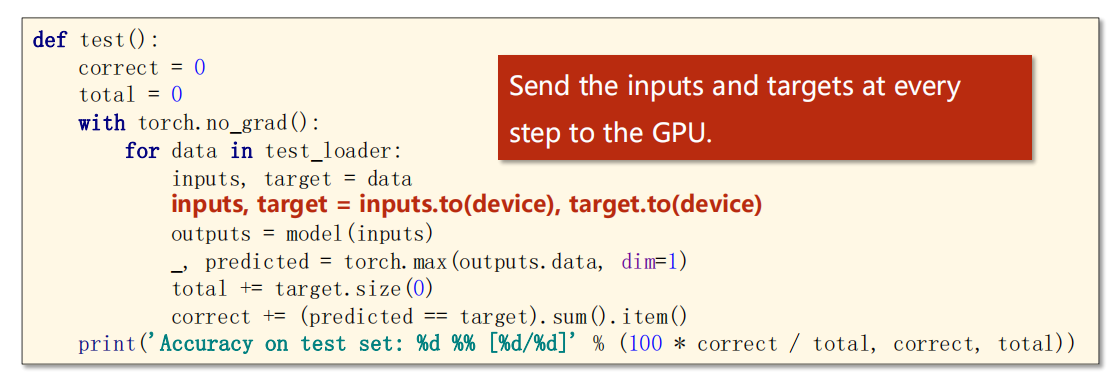 def test():
correct = 0
total = 0
with torch.no_grad():
for data in test_loader:
inputs, target = data
inputs, target = inputs.to(device), target.to(device)
outputs = model(inputs)
_, predicted = torch.max(outputs.data, dim=1)
total += target.size(0)
correct += (predicted == target).sum().item()
print('Accuracy on test set: %d %% [%d/%d]' % (100 * correct / total, correct, total))
Send the inputs and targets at every
step to the GPU.